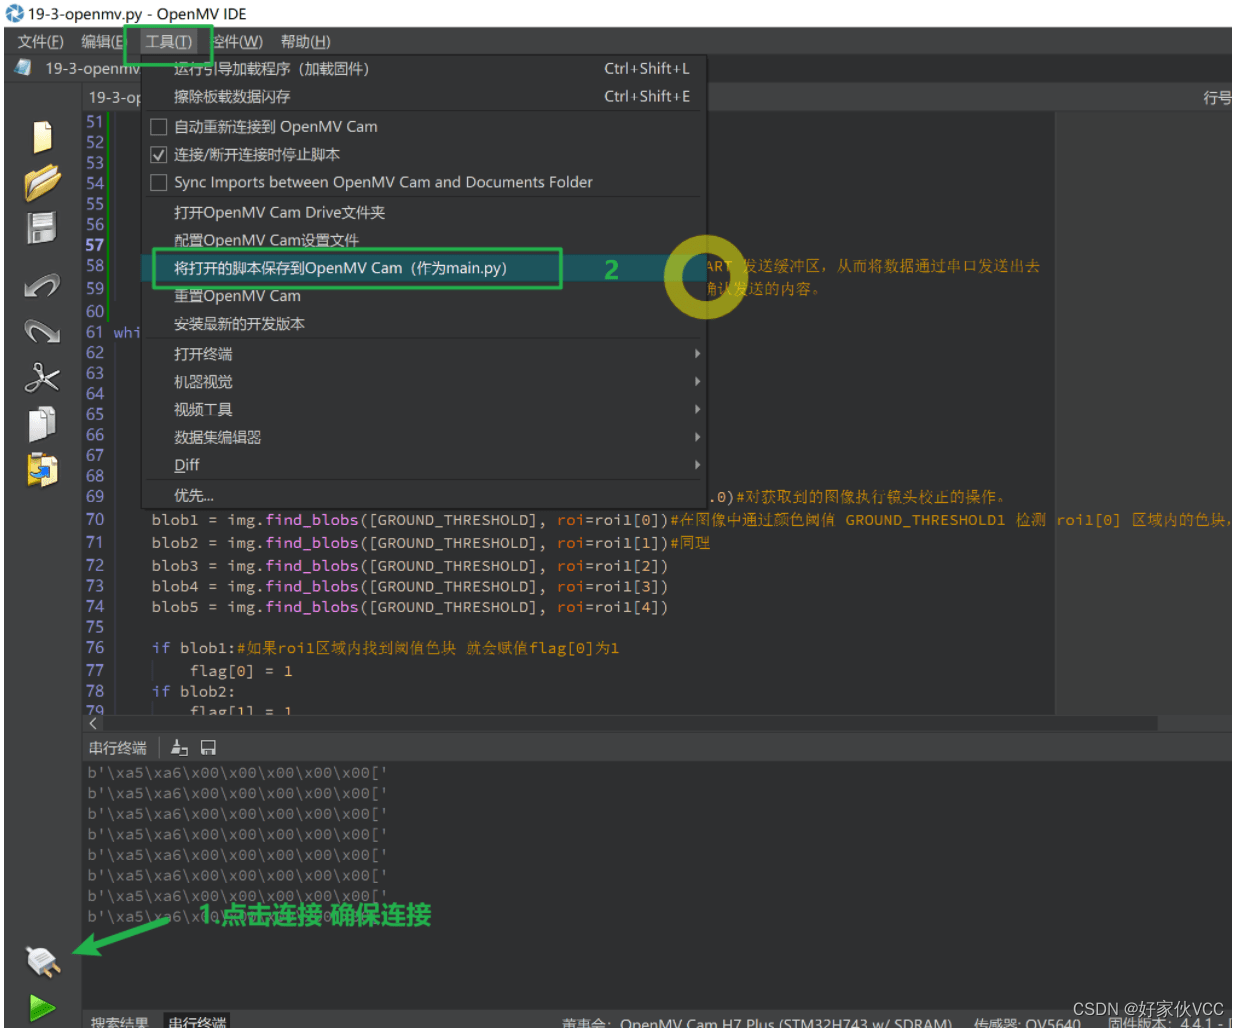 19-3-openmv.py - OpenMV IDE
文件(F) 编辑(E 工具(T) 控件(W) 帮助(H)
19-3-openmv.
运行引导加载程序（加载固件） Ctrl+Shift+L
19-3-op 擦除板载数据闪存 Ctrl+Shift+E 行号
51
自动重新连接到 OpenMV Cam
52
连接/断开连接时停止脚本
53
54 Sync Imports between OpenMV Cam and Documents Folder
55 打开OpenMV Cam Drive文件夹
56
57 配置OpenMV Cam设置文件
58 将打开的脚本保存到OpenMV Cam（作为main.py） 2 ART 发送缓冲区，从而将数据通过串口发送出去
59 重置OpenMV Cam 确认发送的内容。
60
安装最新的开发版本
61 whi
62 打开终端
63 机器视觉
64
65 视频工具
66 数据集编辑器
67
Diff
68
69 优先... .0)#对获取到的图像执行镜头校正的操作。
70 blob1 = img.find_blobs([GROUND_THRESHOLD], roi=roi1[0])#在图像中通过颜色阈值 GROUND_THRESHOLD1 检测 roi1[0] 区域内的色块，
71 blob2 = img.find_blobs([GROUND_THRESHOLD], roi=roi1[1])#同理
72 blob3 = img.find_blobs([GROUND_THRESHOLD], roi=roi1[2])
73 blob4 = img.find_blobs([GROUND_THRESHOLD], roi=roi1[3])
74 blob5 = img.find_blobs([GROUND_THRESHOLD], roi=roi1[4])
75
76 if blob1:#如果roi1区域内找到阈值色块 就会赋值flag[0]为1
77 flag[0] = 1
78 if blob2:
79 flag[1] = 1
串行终端
b'\xa5\xa6\x00\x00\x00\x00\x00['
b'\xa5\xa6\x00\x00\x00\x00\x00['
b'\xa5\xa6\x00\x00\x00\x00\x00['
b'\xa5\xa6\x00\x00\x00\x00\x00['
b'\xa5\xa6\x00\x00\x00\x00\x00['
b'\xa5\xa6\x00\x00\x00\x00\x00['
b'\xa5\xa6\x00\x00\x00\x00\x00['
b'\xa5\xa6\x00\x00\x00\x00\x00['
1.点击连接 确保连接
搜索结果 串行终端 董事会: OpenMV Cam H7 Plus (STM32H743 w/ SDRAM) 传感器: OV5640 固件版本: 4.4.1 -
CSDN @好家伙VCC